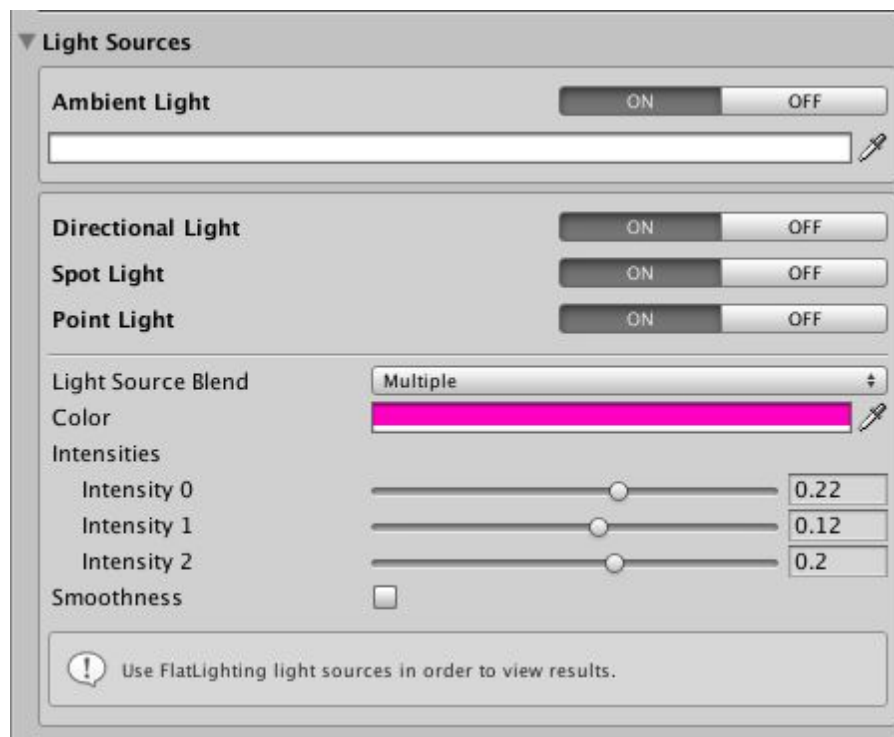 Light Sources
Ambient Light ON OFF
Directional Light ON OFF
Spot Light ON OFF
Point Light ON OFF
Light Source Blend Multiple
Color
Intensities
Intensity 0 0.22
Intensity 1 0.12
Intensity 2 0.2
Smoothness
Use FlatLighting light sources in order to view results.